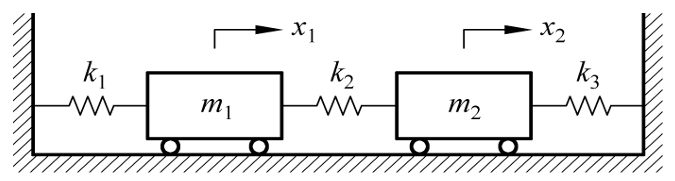 x₁ x₂
k₁ k₂ k₃
m₁ m₂